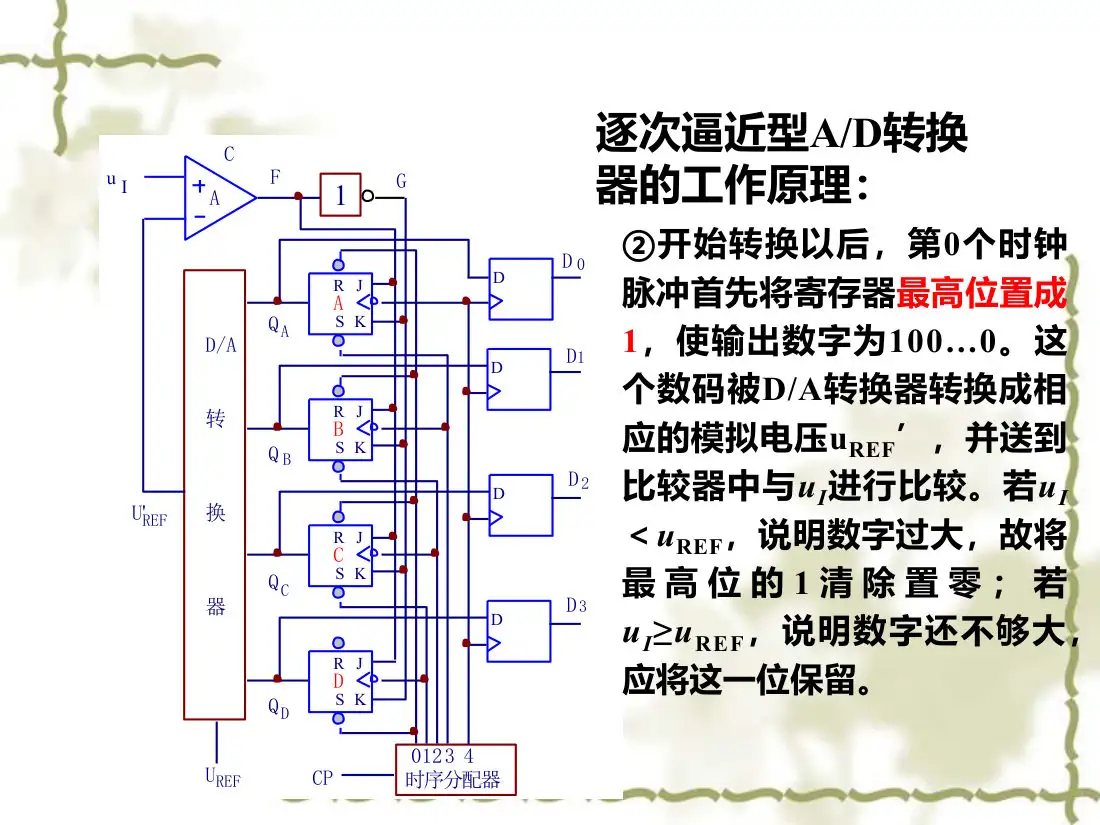 逐次逼近型A/D转换
器的工作原理：
②开始转换以后，第0个时钟
脉冲首先将寄存器最高位置成
1，使输出数字为100…0。这
个数码被D/A转换器转换成相
应的模拟电压uREF′，并送到
比较器中与uI进行比较。若uI
＜uREF，说明数字过大，故将
最高位的1清除置零；若
uI≥uREF，说明数字还不够大，
应将这一位保留。
C
uI
+
A
−
F
1
G
D/A
转
换
器
U'REF
UREF
QA
R J
A
S K
D
D0
QB
R J
B
S K
D
D1
QC
R J
C
S K
D
D2
QD
R J
D
S K
D
D3
CP
0123 4
时序分配器